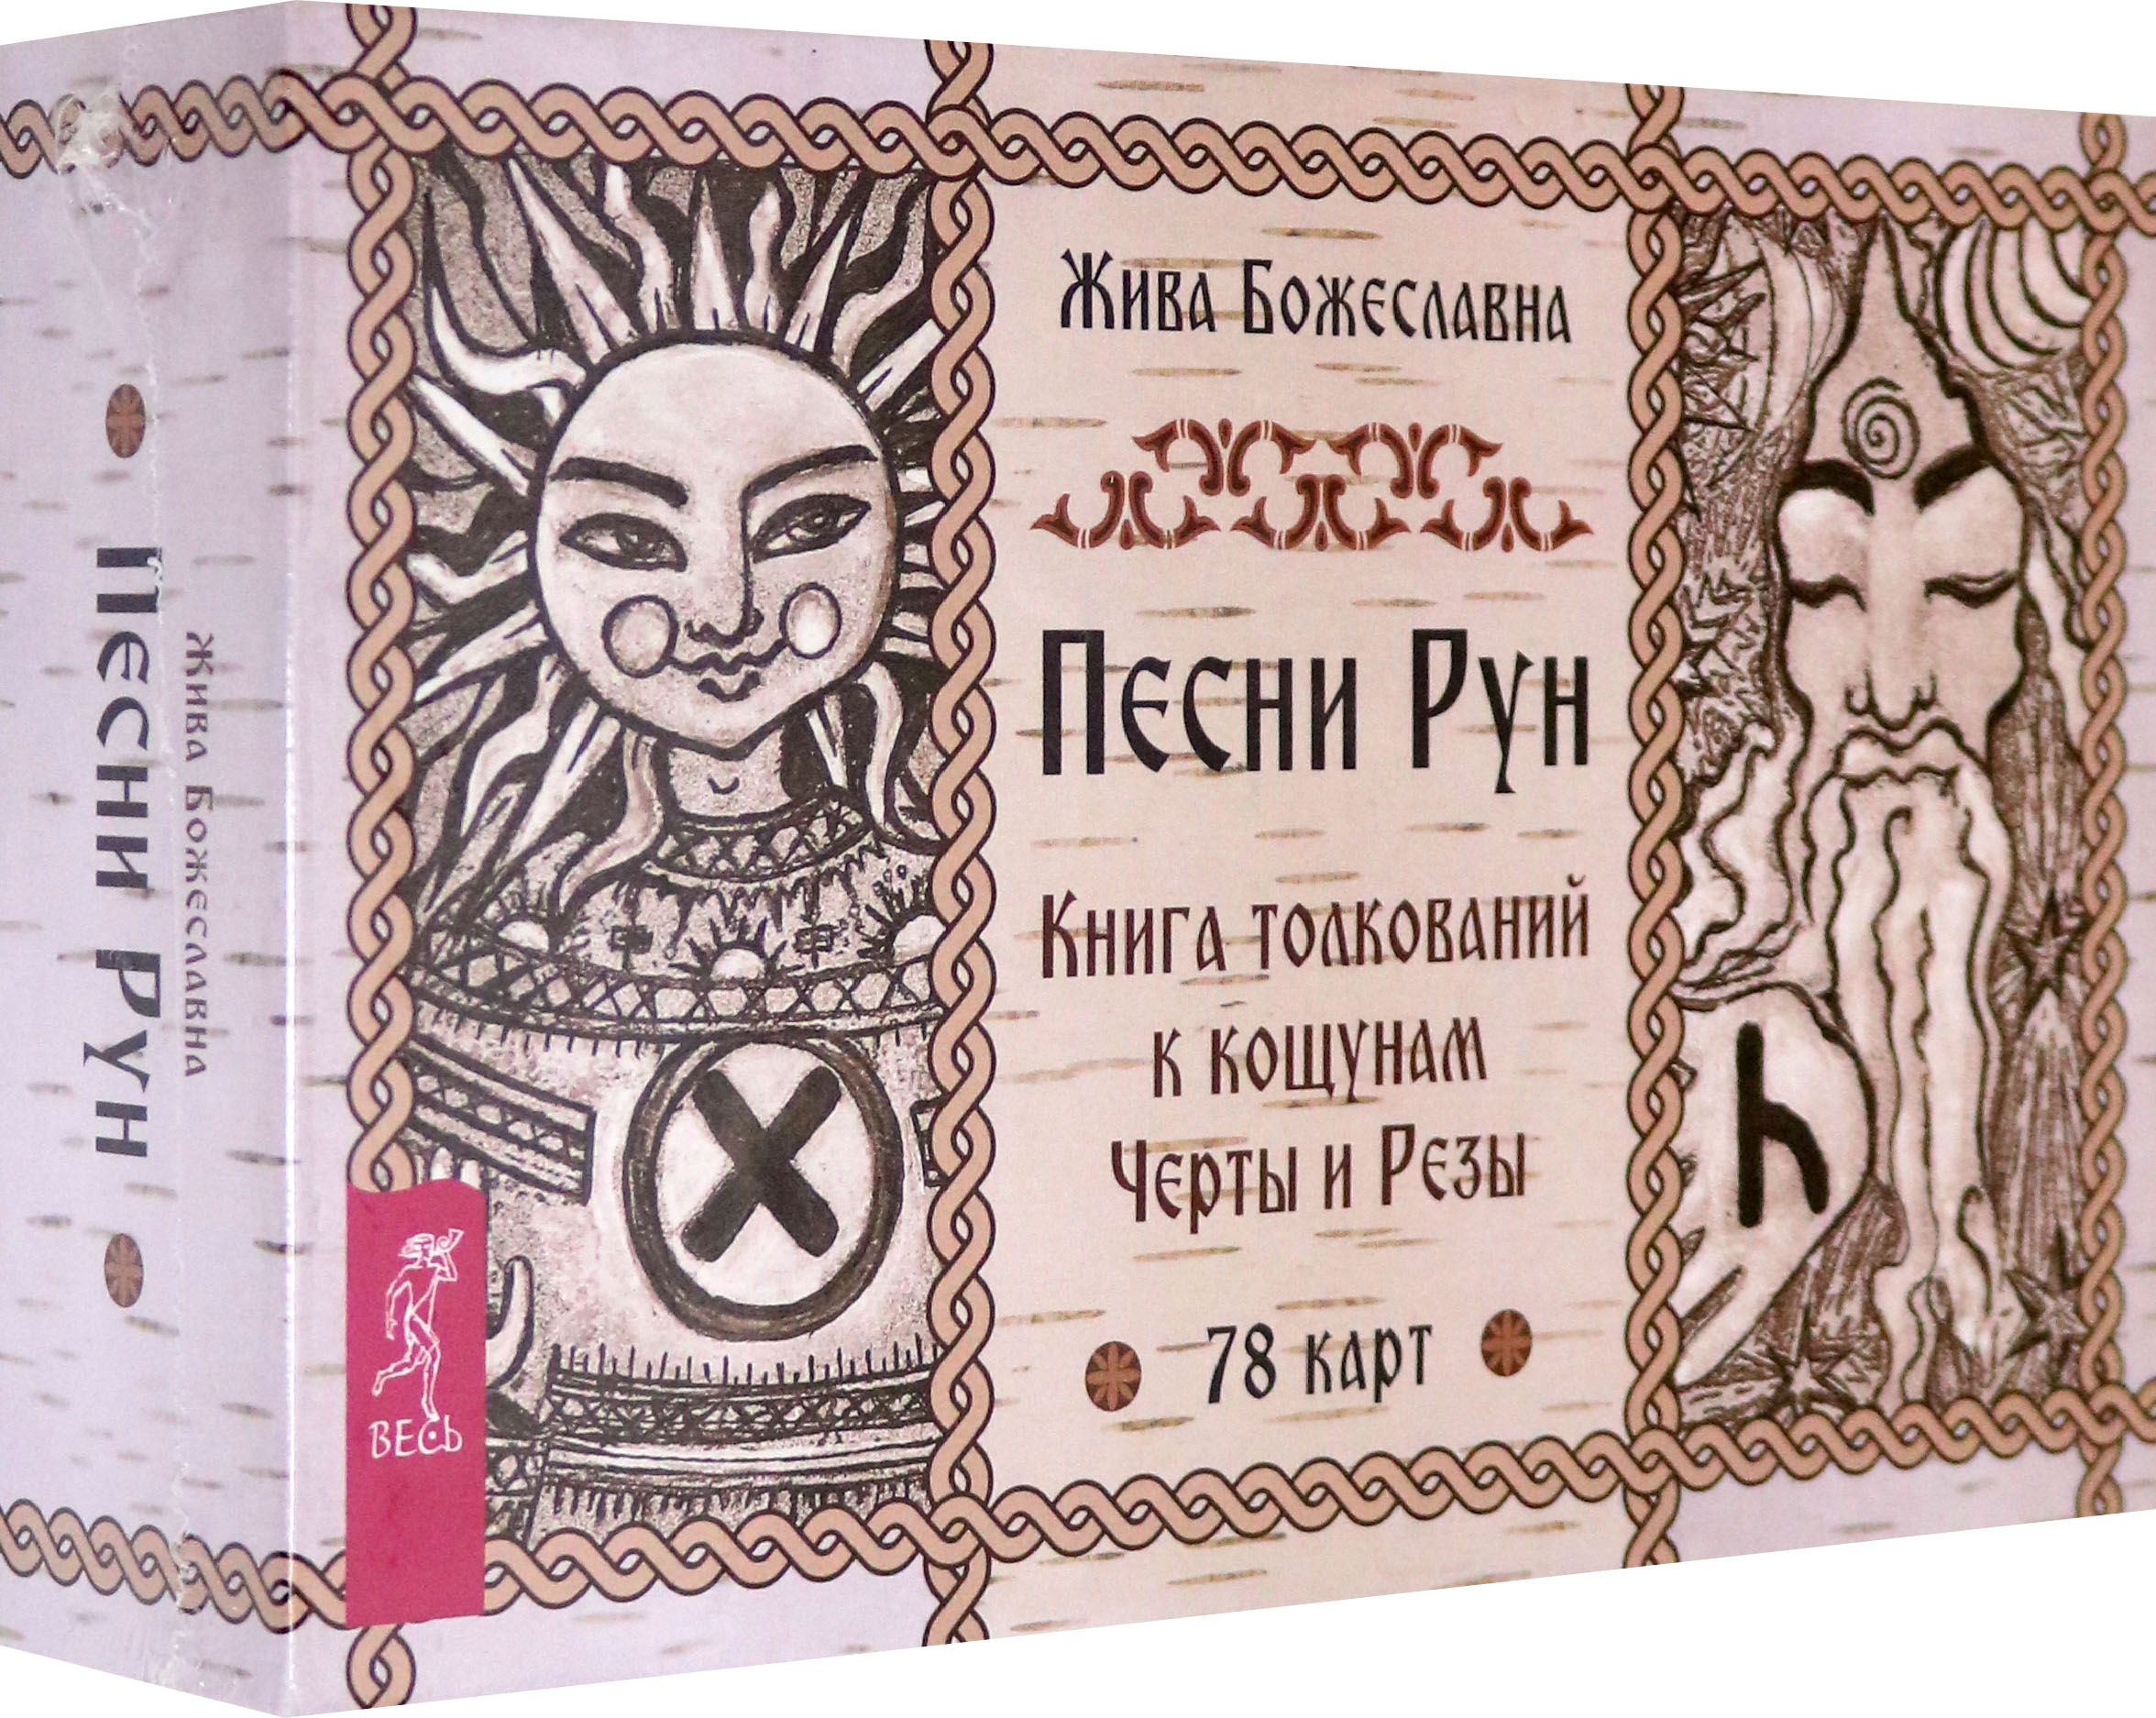 Песни Рун
Жива Божеславна
Жива Божеславна
Песни Рун
Книга толкований
к кощунам
Черты и Резы
78 карт
ВЕСЬ